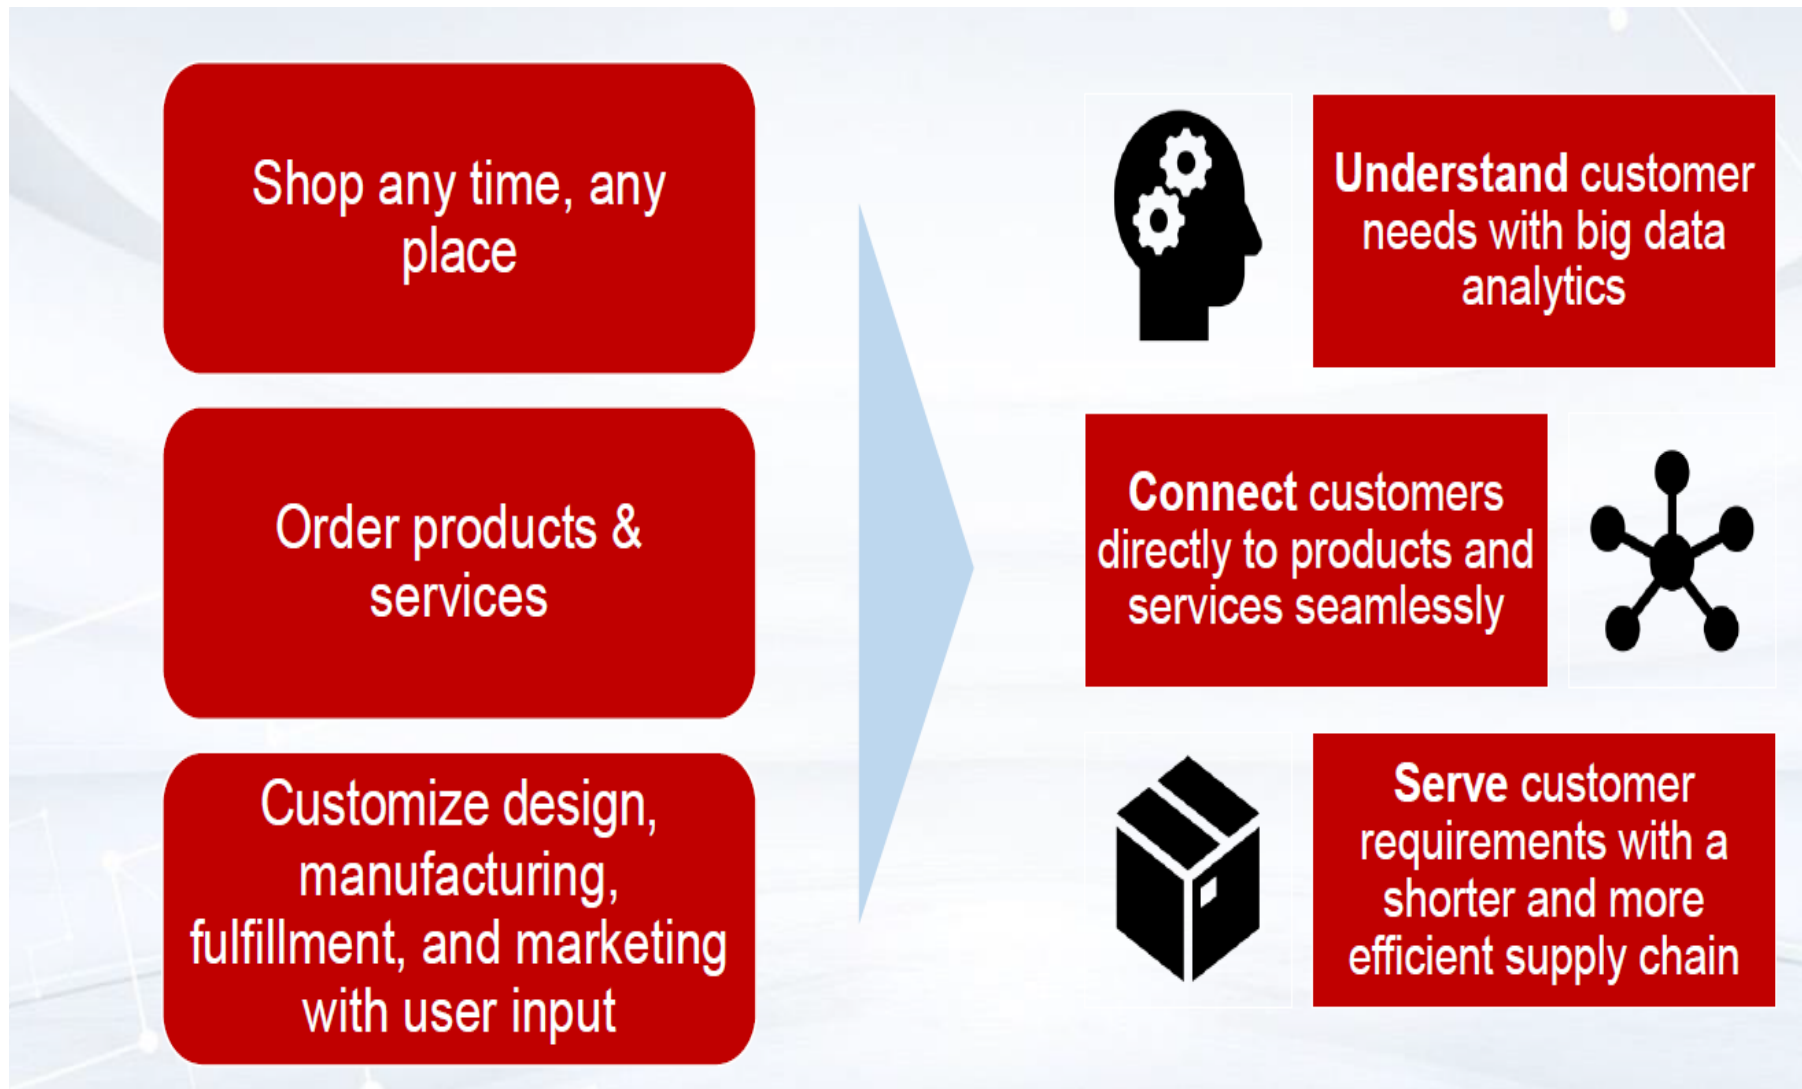 Shop any time, any
place
Order products &
services
Customize design,
manufacturing,
fulfillment, and marketing
with user input
Understand customer
needs with big data
analytics
Connect customers
directly to products and
services seamlessly
Serve customer
requirements with a
shorter and more
efficient supply chain